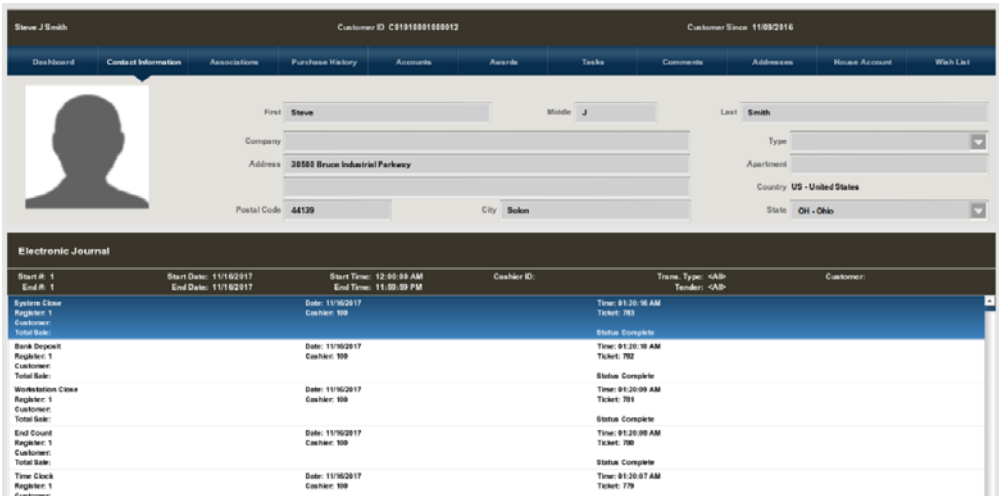 Steve J Smith Customer ID C01010001000012 Customer Since 11/09/2016
Dashboard Contact Information Associations Purchase History Accounts Awards Tasks Comments Addresses House Account Wish List
First Steve Middle J Last Smith
Company Type
Address 30500 Bruce Industrial Parkway Apartment
Country US - United States
Postal Code 44139 City Solon State OH - Ohio
Electronic Journal
Start #: 1 Start Date: 11/16/2017 Start Time: 12:00:00 AM Cashier ID: Trans. Type: <All> Customer:
End #: 1 End Date: 11/16/2017 End Time: 11:59:59 PM Tender: <All>
System Close Date: 11/16/2017 Time: 01:20:16 AM
Register: 1 Cashier: 100 Ticket: 783
Customer:
Total Sale: Status Complete
Bank Deposit Date: 11/16/2017 Time: 01:20:10 AM
Register: 1 Cashier: 100 Ticket: 782
Customer:
Total Sale: Status Complete
Workstation Close Date: 11/16/2017 Time: 01:20:09 AM
Register: 1 Cashier: 100 Ticket: 781
Customer:
Total Sale: Status Complete
End Count Date: 11/16/2017 Time: 01:20:08 AM
Register: 1 Cashier: 100 Ticket: 780
Customer:
Total Sale: Status Complete
Time Clock Date: 11/16/2017 Time: 01:20:07 AM
Register: 1 Cashier: 100 Ticket: 779
Customer: